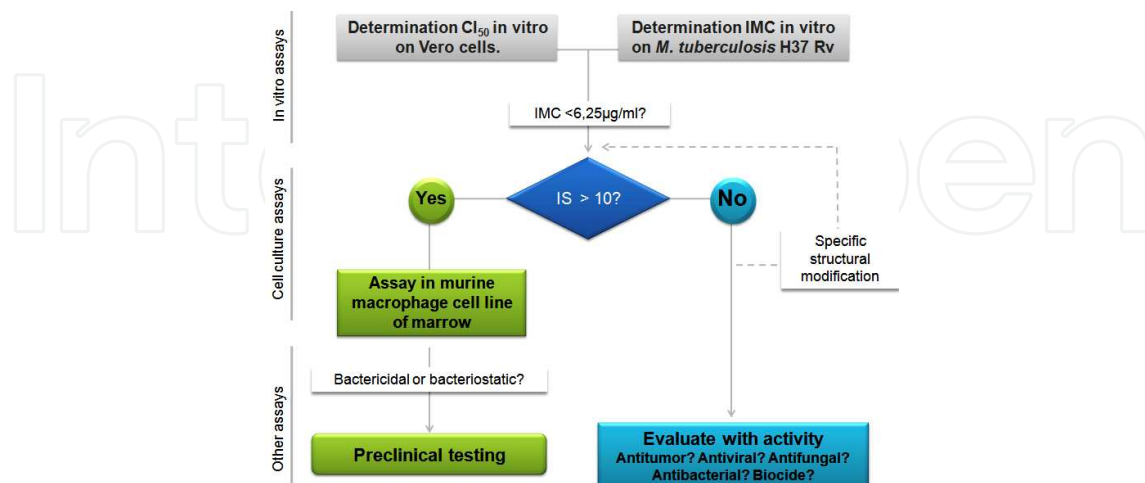 Determination CI50 in vitro
on Vero cells.
Determination IMC in vitro
on M. tuberculosis H37 Rv
In vitro assays
IMC <6,25µg/ml?
Cell culture assays
Yes
IS > 10?
No
Specific
structural
modification
Assay in murine
macrophage cell line
of marrow
Other assays
Bactericidal or bacteriostatic?
Preclinical testing
Evaluate with activity
Antitumor? Antiviral? Antifungal?
Antibacterial? Biocide?